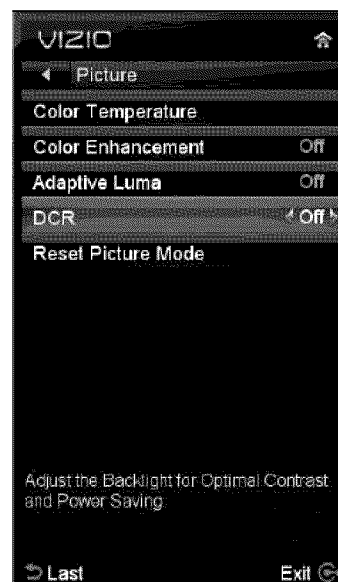 VIZIO
Picture
Color Temperature
Color Enhancement Off
Adaptive Luma Off
DCR Off
Reset Picture Mode
Adjust the Backlight for Optimal Contrast
and Power Saving
Last Exit